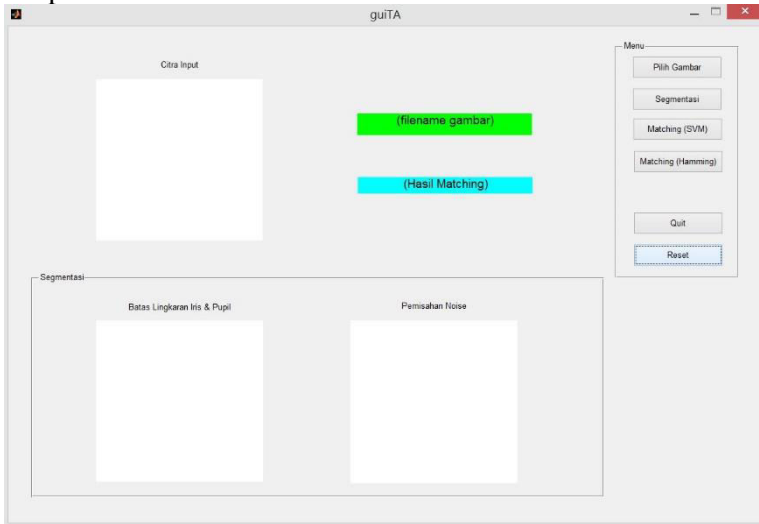 guiTA
Citra Input
(filename gambar)
(Hasil Matching)
Menu
Pilih Gambar
Segmentasi
Matching (SVM)
Matching (Hamming)
Quit
Reset
Segmentasi
Batas Lingkaran Iris & Pupil
Pemisahan Noise